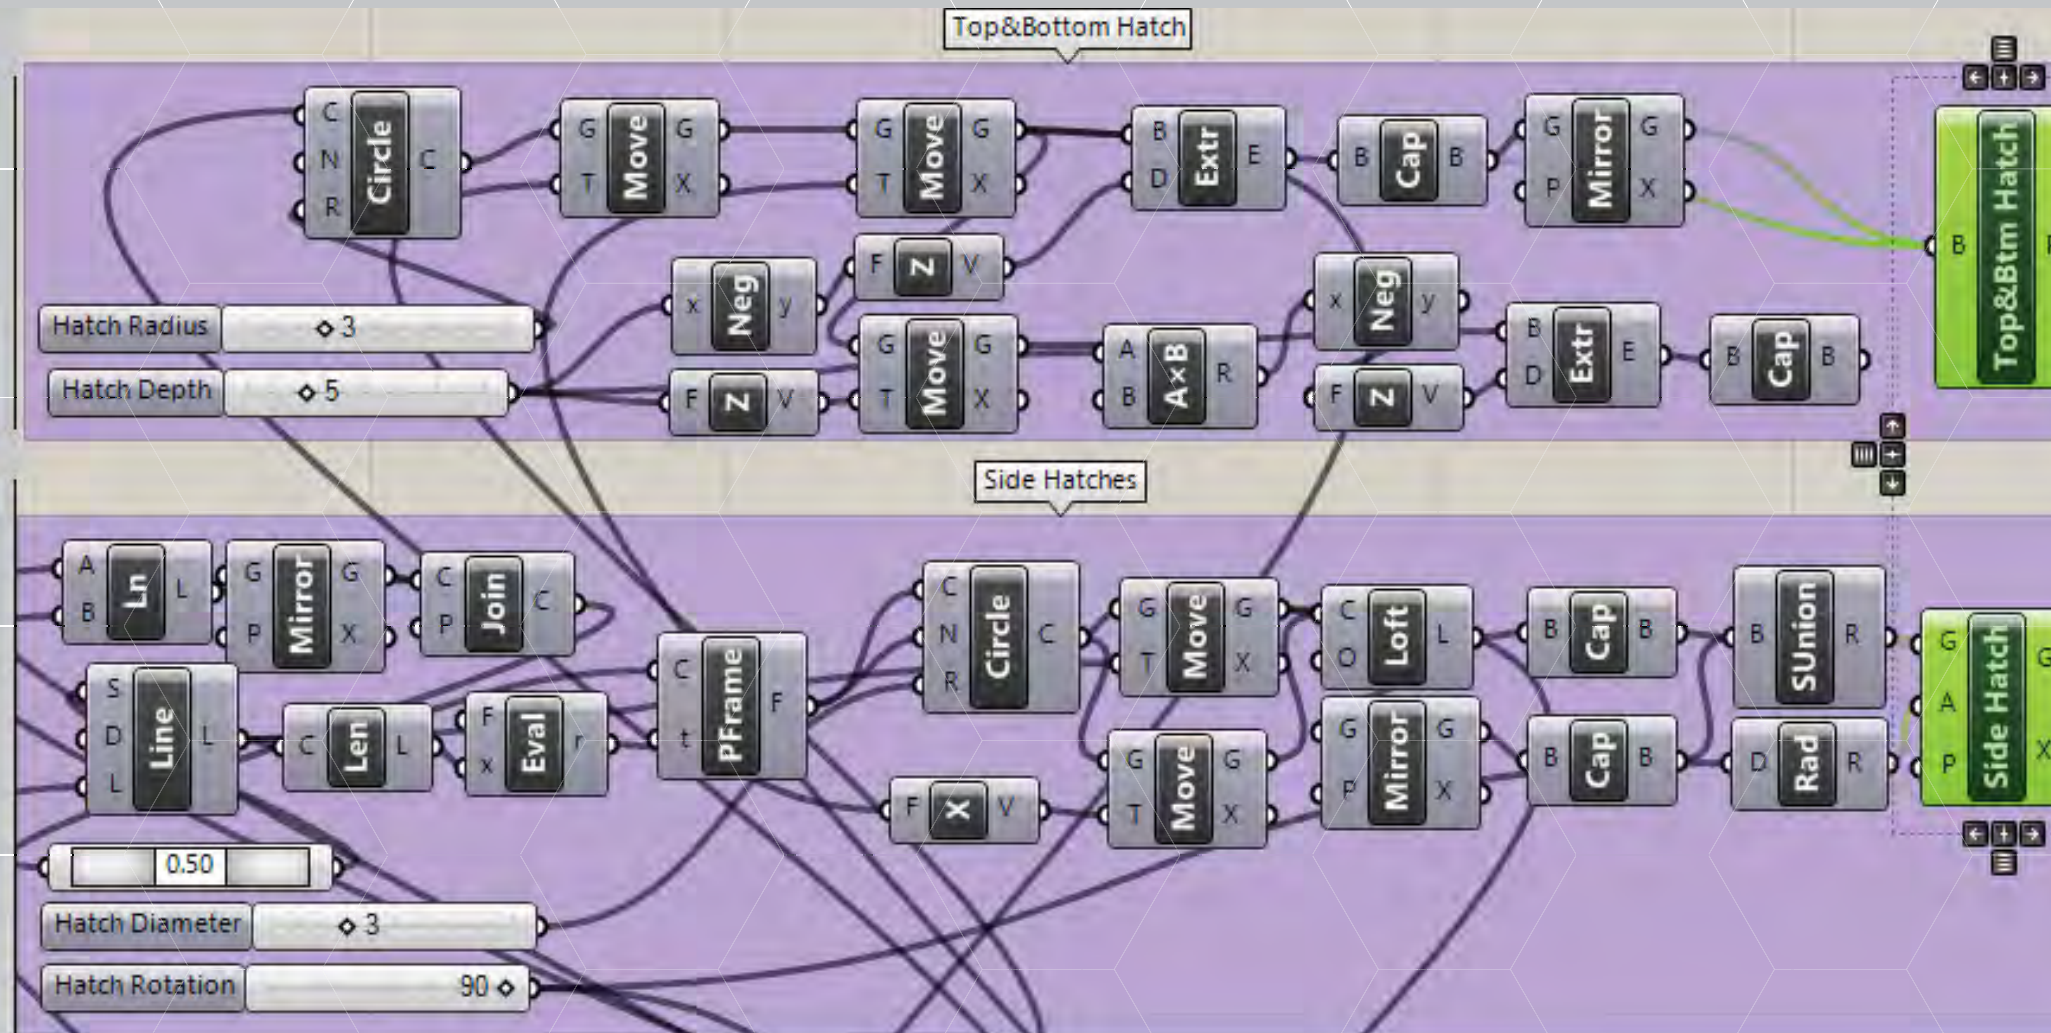 Top&Bottom Hatch
C N R Circle C
G T Move G X
G T Move G X
B D Extr E
B Cap B
G P Mirror G X
B Top&Btm Hatch
Hatch Radius 3
Hatch Depth 5
x Neg y
F Z V
F Z V
G T Move G X
A B A×B R
x Neg y
F Z V
B D Extr E
B Cap B
Side Hatches
A B Ln L
G P Mirror G X
C P Join C
S D L Line L
C Len L
F x Eval r
C t PFrame F
C N R Circle C
F X V
G T Move G X
G T Move G X
C O Loft L
G P Mirror G X
B Cap B
B Cap B
B SUnion R
D Rad R
G A P Side Hatch G X
0.50
Hatch Diameter 3
Hatch Rotation 90